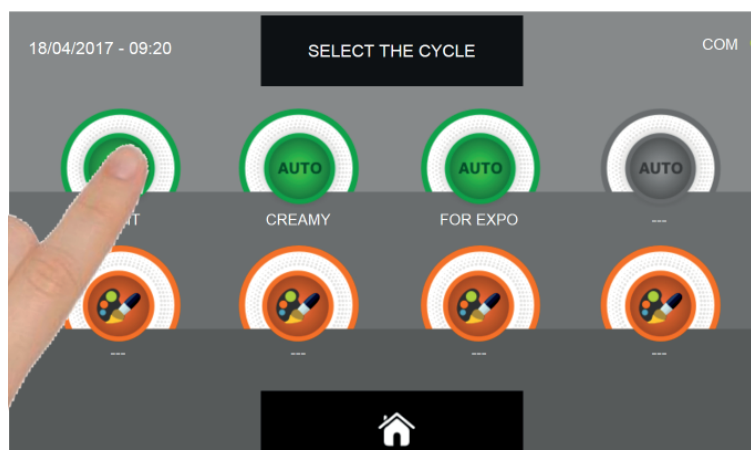 18/04/2017 - 09:20
SELECT THE CYCLE
COM
AUTO
AUTO
AUTO
CREAMY
FOR EXPO
---
---
---
---
---